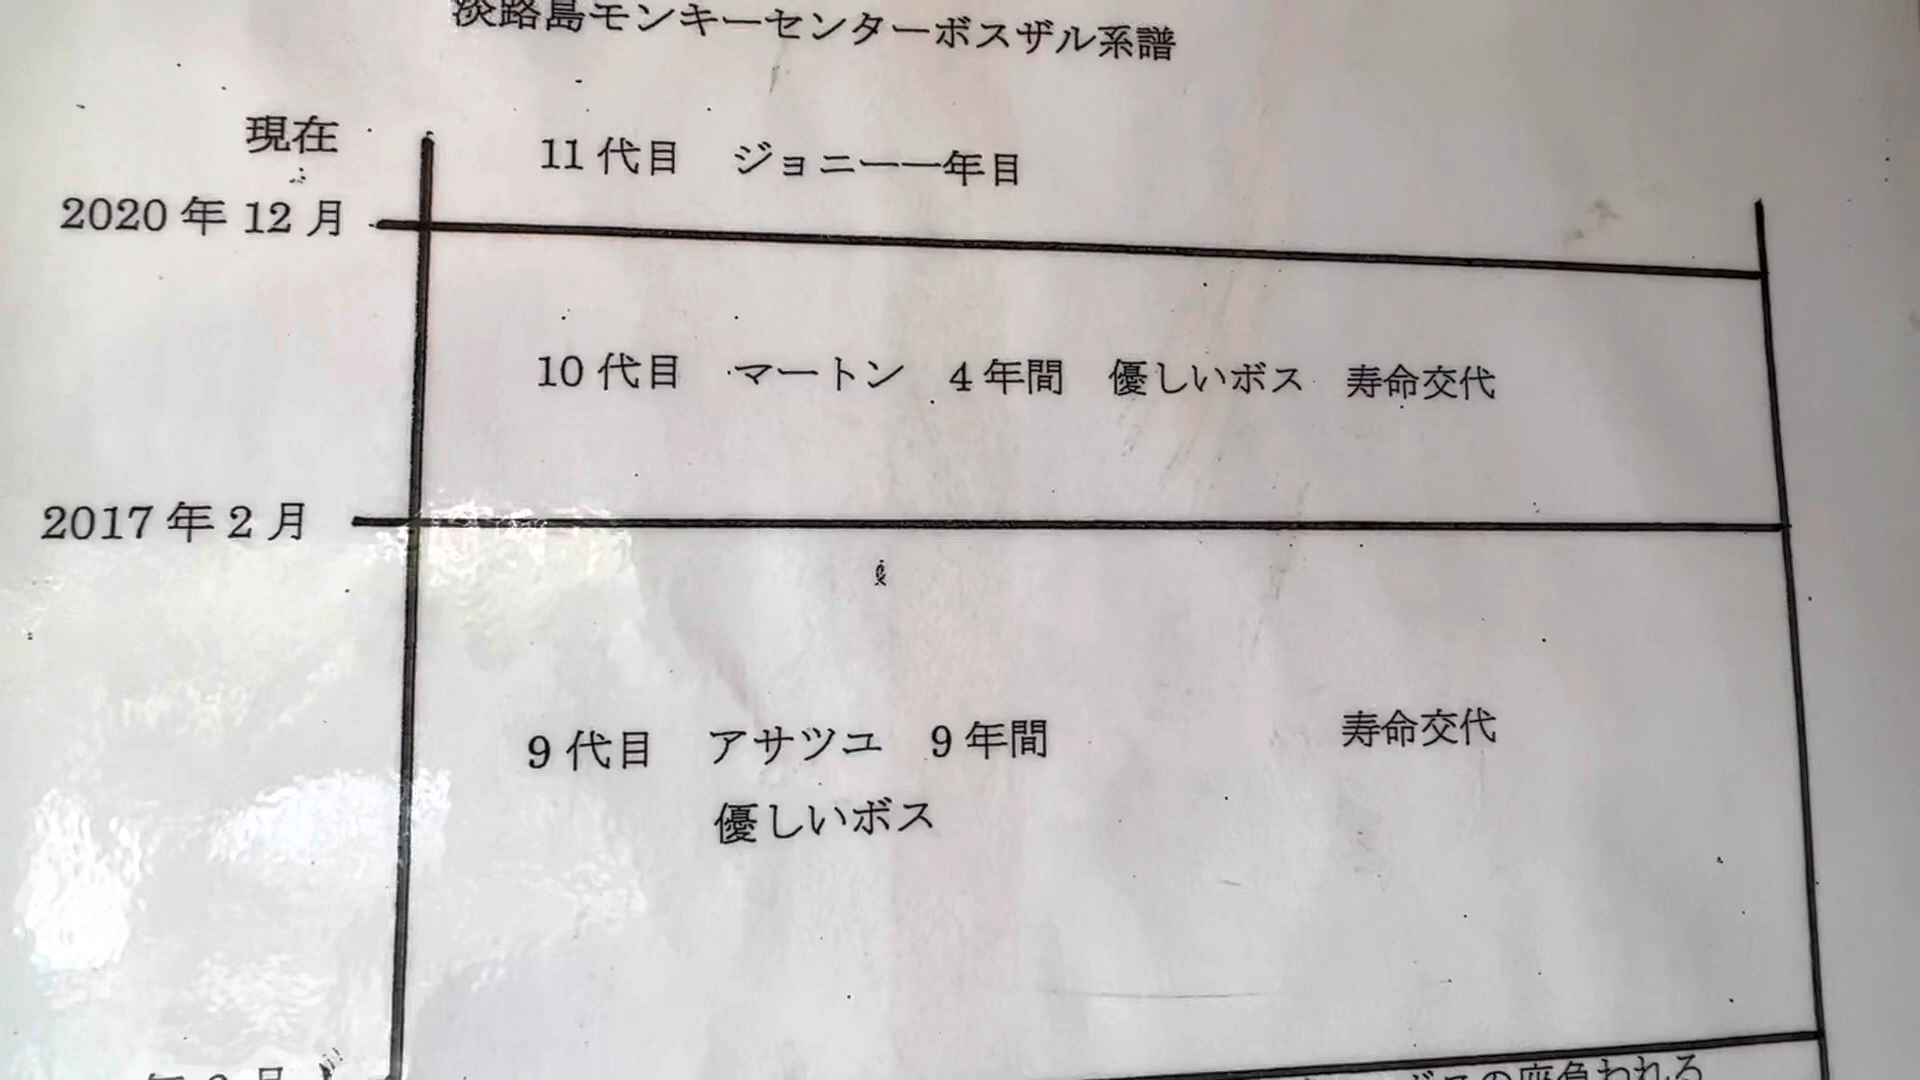 淡路島モンキーセンターボスザル系譜
現在
11代目 ジョニー一年目
2020年12月
10代目 マートン 4年間 優しいボス 寿命交代
2017年2月
9代目 アサツユ 9年間 寿命交代
優しいボス